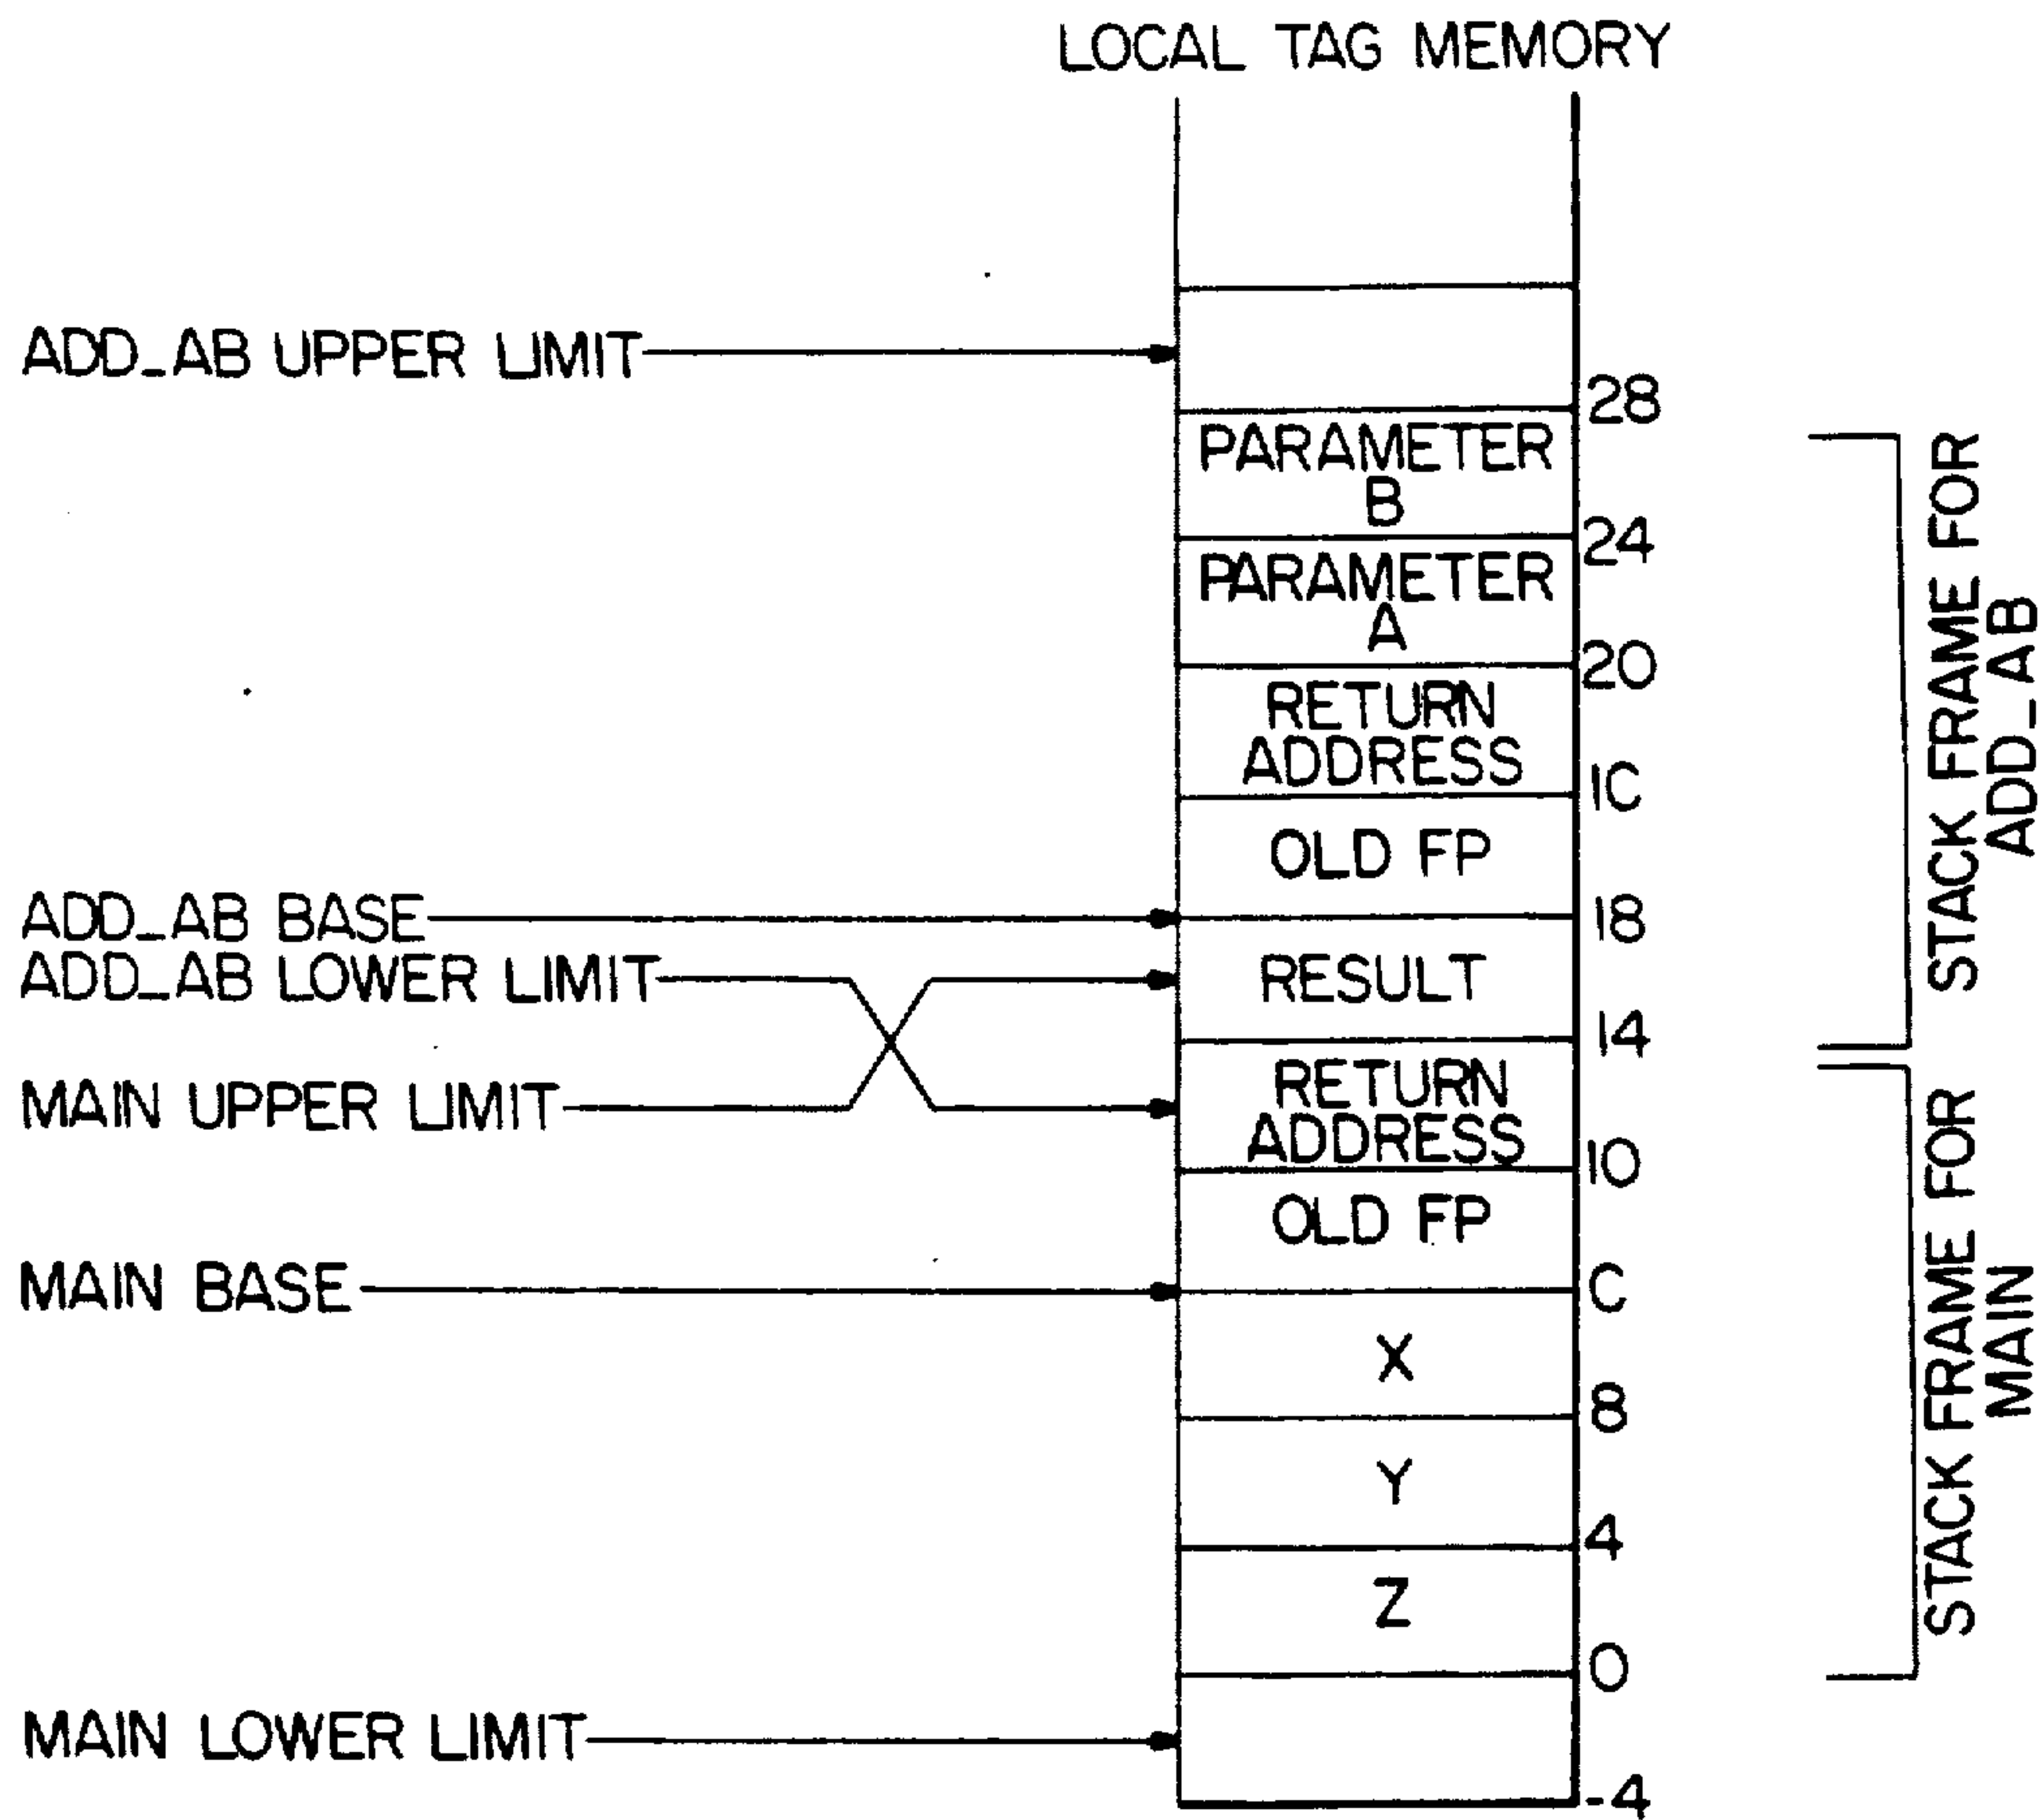 LOCAL TAG MEMORY
ADD_AB UPPER LIMIT
28
PARAMETER
B
24
PARAMETER
A
20
RETURN
ADDRESS
1C
OLD FP
ADD_AB BASE
18
ADD_AB LOWER LIMIT
RESULT
14
MAIN UPPER LIMIT
RETURN
ADDRESS
10
OLD FP
MAIN BASE
C
X
8
Y
4
Z
0
MAIN LOWER LIMIT
-4
STACK FRAME FOR
ADD_AB
STACK FRAME FOR
MAIN